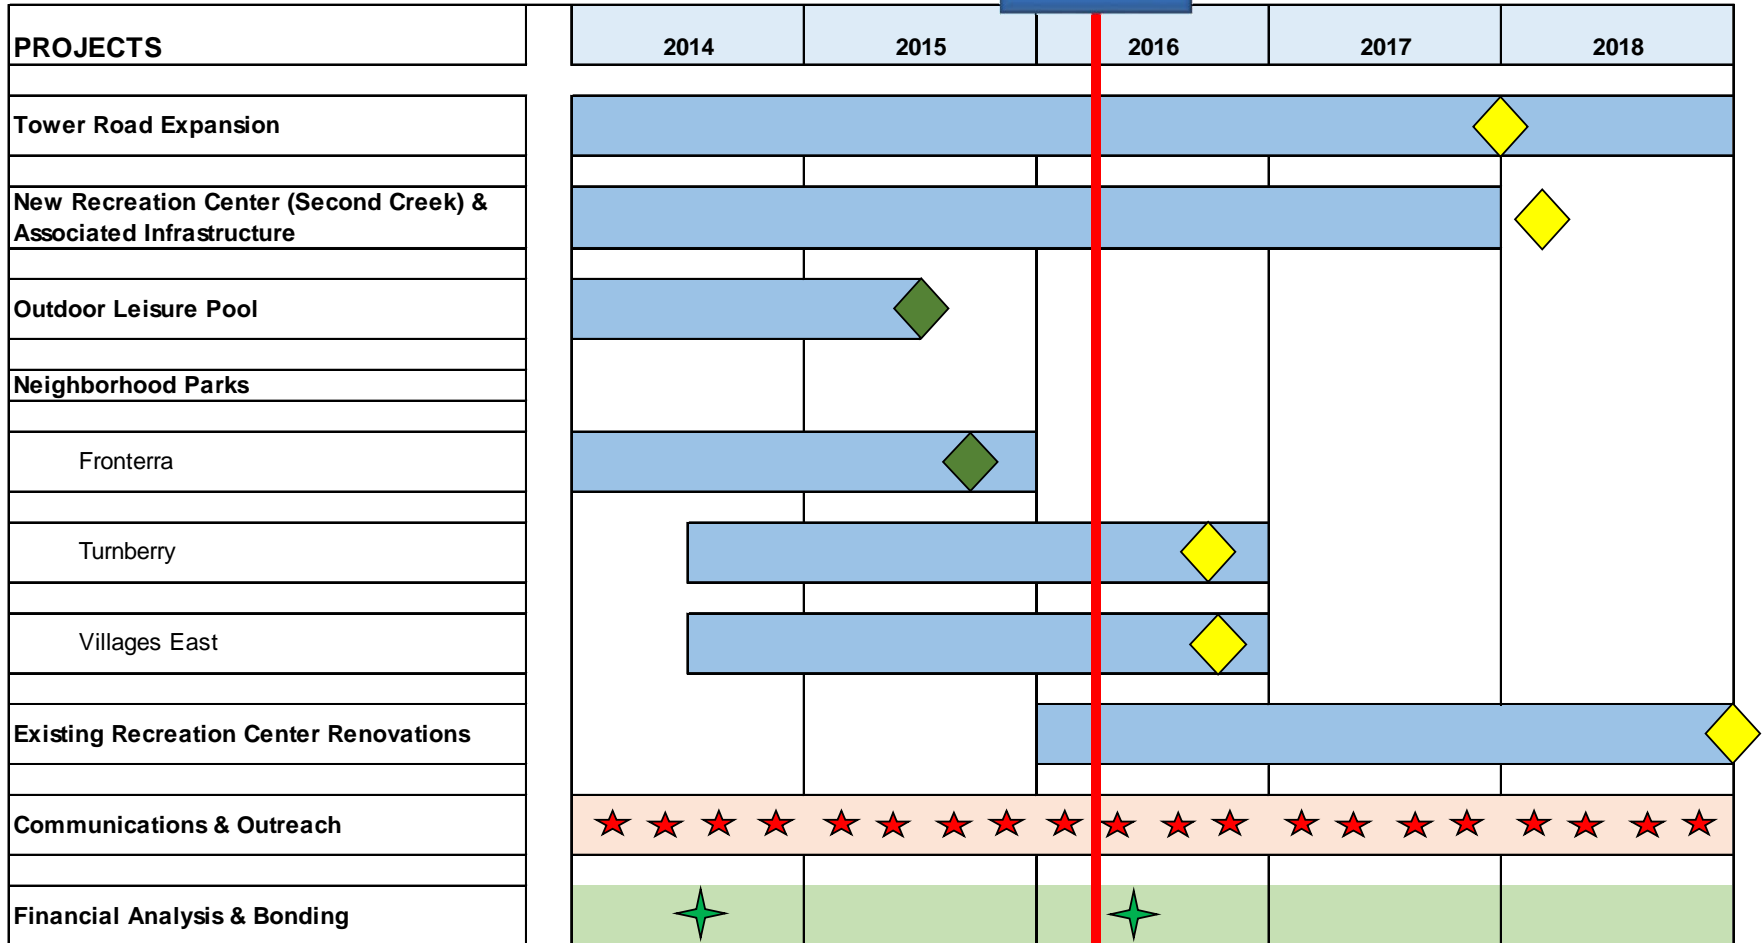 PROJECTS
2014
2015
2016
2017
2018
Tower Road Expansion
New Recreation Center (Second Creek) &
Associated Infrastructure
Outdoor Leisure Pool
Neighborhood Parks
Fronterra
Turnberry
Villages East
Existing Recreation Center Renovations
Communications & Outreach
Financial Analysis & Bonding